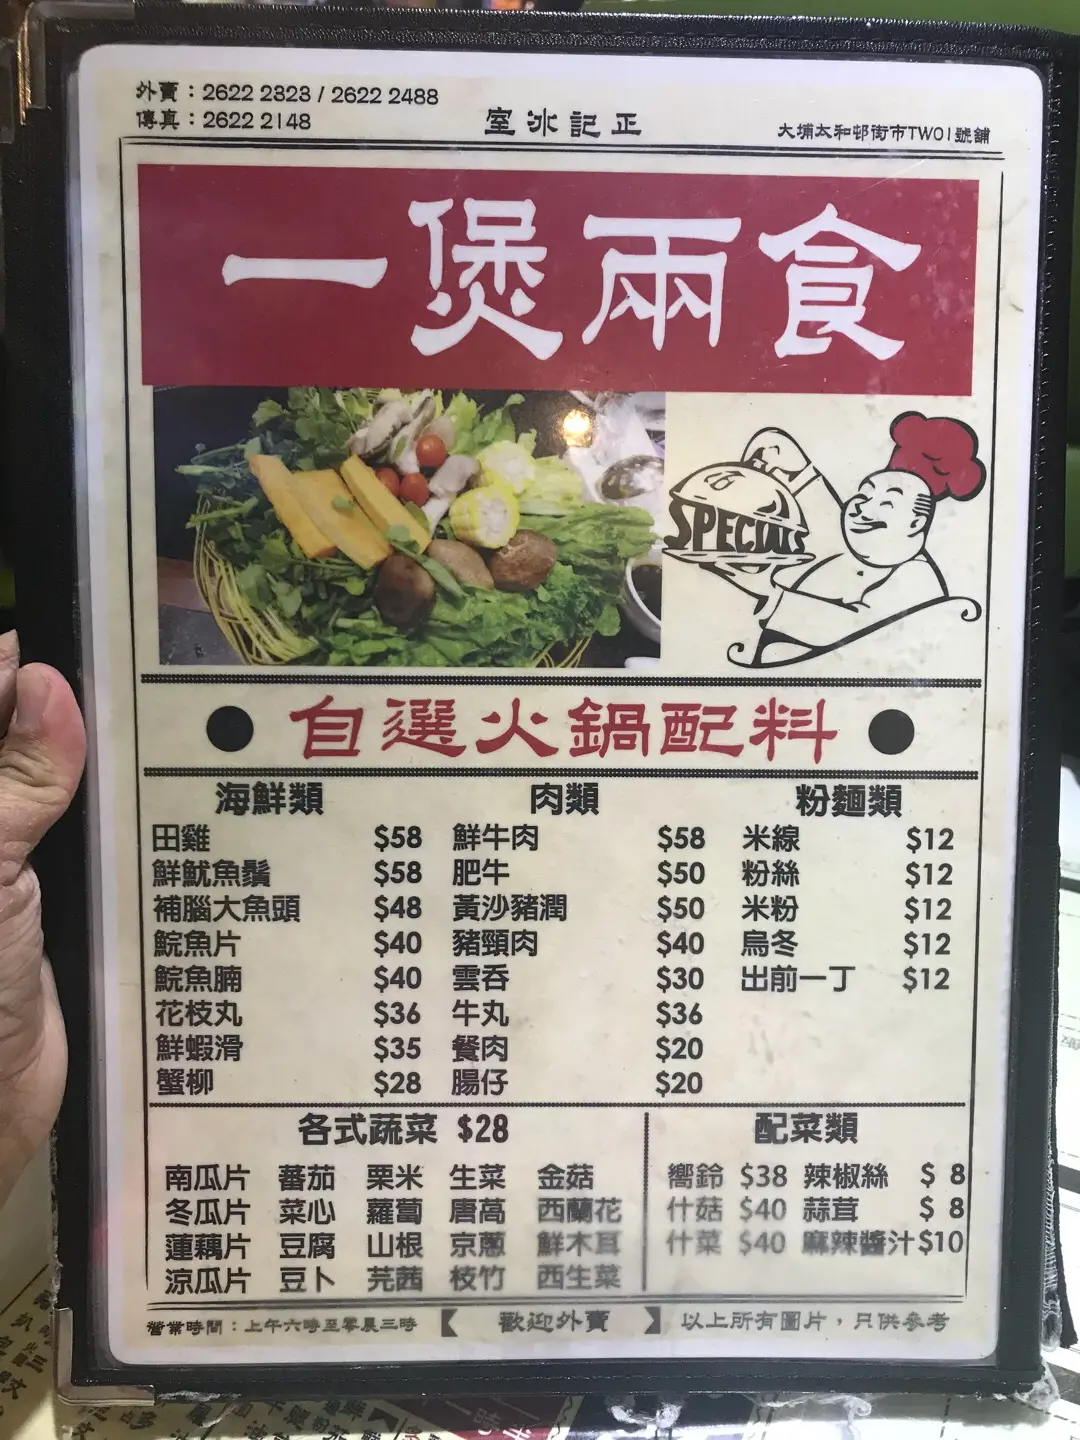 外賣：2622 2323 / 2622 2488
傳真：2622 2148
室冰記正
大埔太和邨街市TW01號鋪
一煲兩食
SPECIALS
自選火鍋配料
海鮮類
田雞 $58
鮮魷魚鬚 $58
補腦大魚頭 $48
鯇魚片 $40
鯇魚腩 $40
花枝丸 $36
鮮蝦滑 $35
蟹柳 $28
肉類
鮮牛肉 $58
肥牛 $50
黃沙豬潤 $50
豬頸肉 $40
雲吞 $30
牛丸 $36
餐肉 $20
腸仔 $20
粉麵類
米線 $12
粉絲 $12
米粉 $12
烏冬 $12
出前一丁 $12
各式蔬菜 $28
南瓜片 蕃茄 粟米 生菜 金菇
冬瓜片 菜心 蘿蔔 唐萵 西蘭花
蓮藕片 豆腐 山根 京蔥 鮮木耳
涼瓜片 豆卜 芫茜 枝竹 西生菜
配菜類
嚮鈴 $38 辣椒絲 $ 8
什菇 $40 蒜茸 $ 8
什菜 $40 麻辣醬汁 $10
營業時間：上午六時至零晨三時
歡迎外賣
以上所有圖片，只供參考